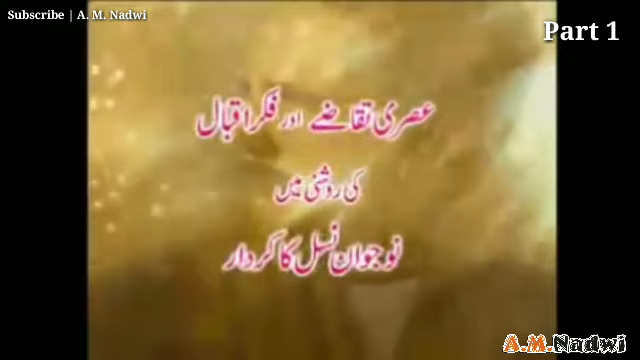 Subscribe | A. M. Nadwi
Part 1
عصری تقاضے اور فکر اقبال
کی روشنی میں
نوجوان نسل کا کردار
A.M.Nadwi